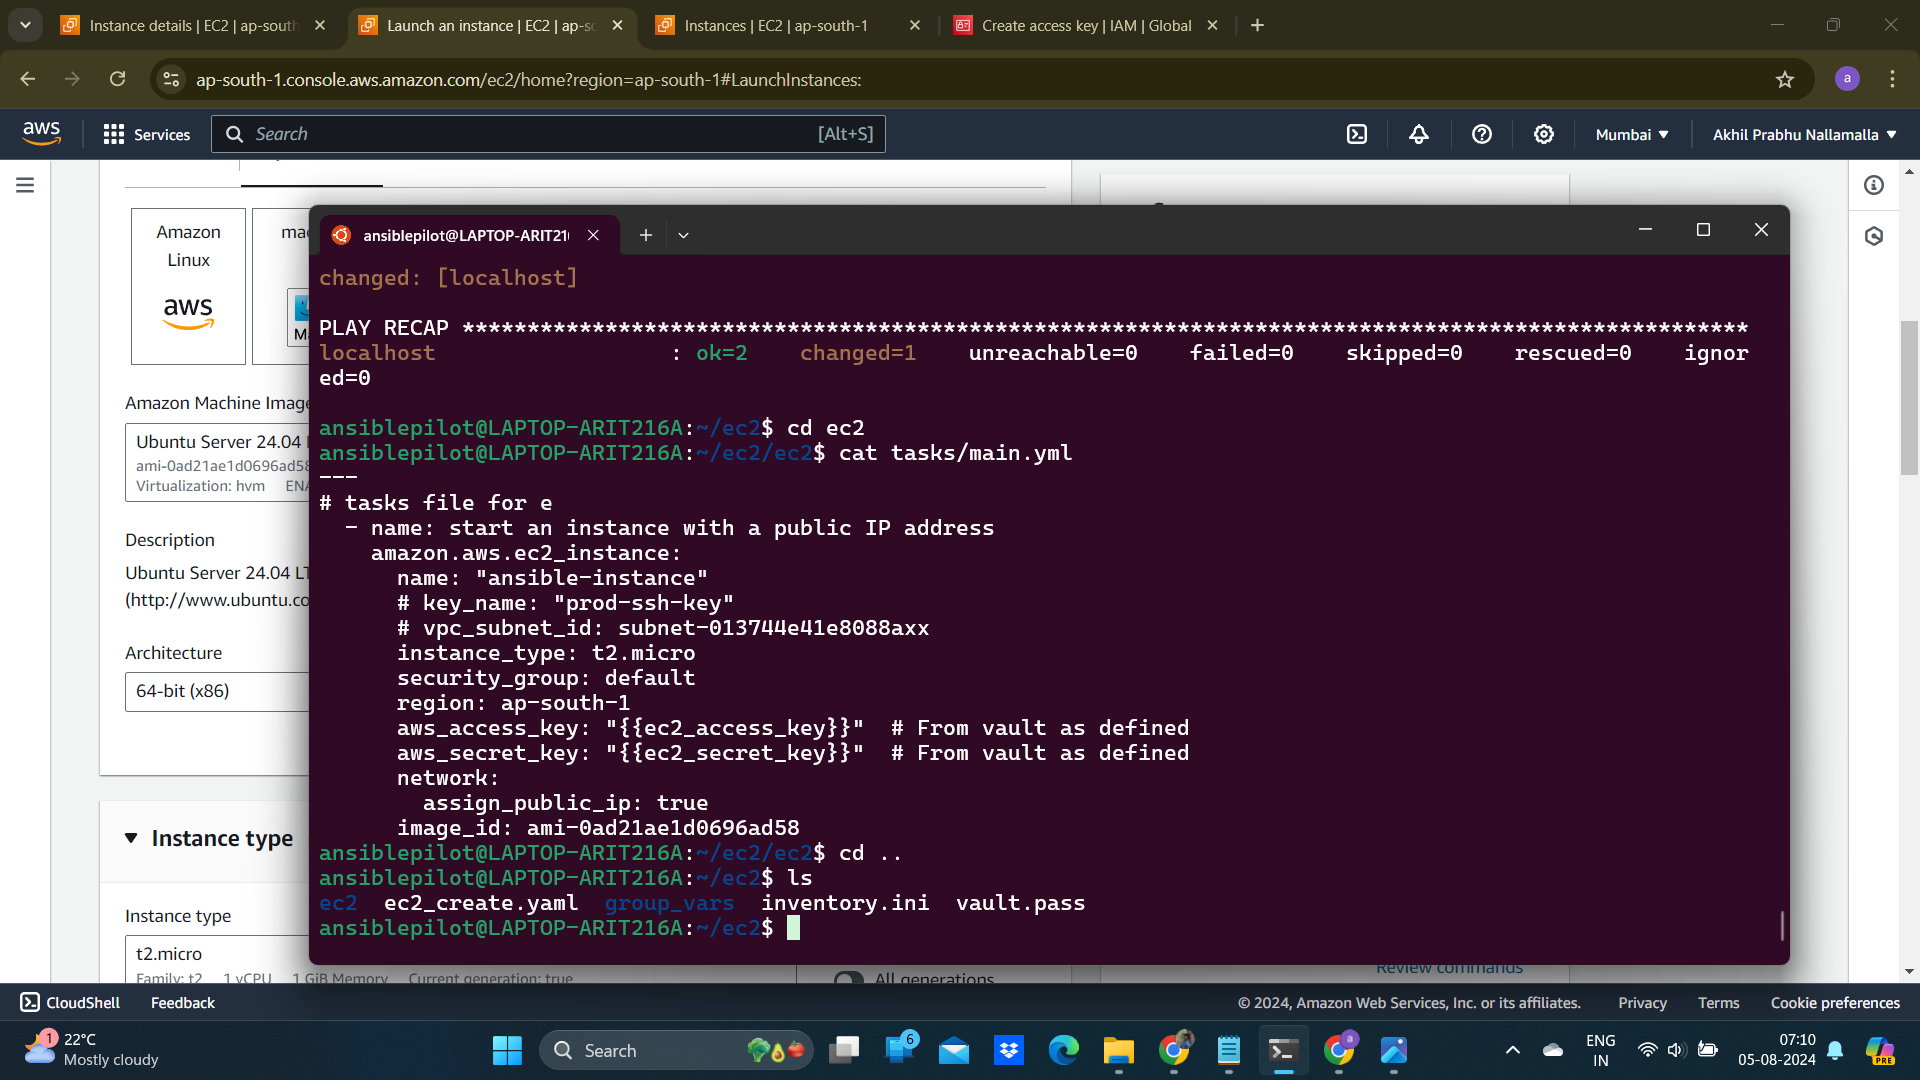 Instance details | EC2 | ap-south
Launch an instance | EC2 | ap-so
Instances | EC2 | ap-south-1
Create access key | IAM | Global
ap-south-1.console.aws.amazon.com/ec2/home?region=ap-south-1#LaunchInstances:
a
aws
Services
Search
[Alt+S]
Mumbai
Akhil Prabhu Nallamalla
Amazon
Linux
aws
mac
M
Amazon Machine Image
Ubuntu Server 24.04
ami-0ad21ae1d0696ad58
Virtualization: hvm ENA
Description
Ubuntu Server 24.04 LT
(http://www.ubuntu.co
Architecture
64-bit (x86)
Instance type
Instance type
t2.micro
Family: t2 1 vCPU 1 GiB Memory Current generation: true
All generations
Review commands
ansiblepilot@LAPTOP-ARIT21
changed: [localhost]
PLAY RECAP ***************************************************************************************************
localhost : ok=2 changed=1 unreachable=0 failed=0 skipped=0 rescued=0 ignor
ed=0
ansiblepilot@LAPTOP-ARIT216A:~/ec2$ cd ec2
ansiblepilot@LAPTOP-ARIT216A:~/ec2/ec2$ cat tasks/main.yml
---
# tasks file for e
- name: start an instance with a public IP address
amazon.aws.ec2_instance:
name: "ansible-instance"
# key_name: "prod-ssh-key"
# vpc_subnet_id: subnet-013744e41e8088axx
instance_type: t2.micro
security_group: default
region: ap-south-1
aws_access_key: "{{ec2_access_key}}" # From vault as defined
aws_secret_key: "{{ec2_secret_key}}" # From vault as defined
network:
assign_public_ip: true
image_id: ami-0ad21ae1d0696ad58
ansiblepilot@LAPTOP-ARIT216A:~/ec2/ec2$ cd ..
ansiblepilot@LAPTOP-ARIT216A:~/ec2$ ls
ec2 ec2_create.yaml group_vars inventory.ini vault.pass
ansiblepilot@LAPTOP-ARIT216A:~/ec2$
CloudShell
Feedback
© 2024, Amazon Web Services, Inc. or its affiliates.
Privacy
Terms
Cookie preferences
1
22°C
Mostly cloudy
Search
6
a
ENG
IN
07:10
05-08-2024
PRE